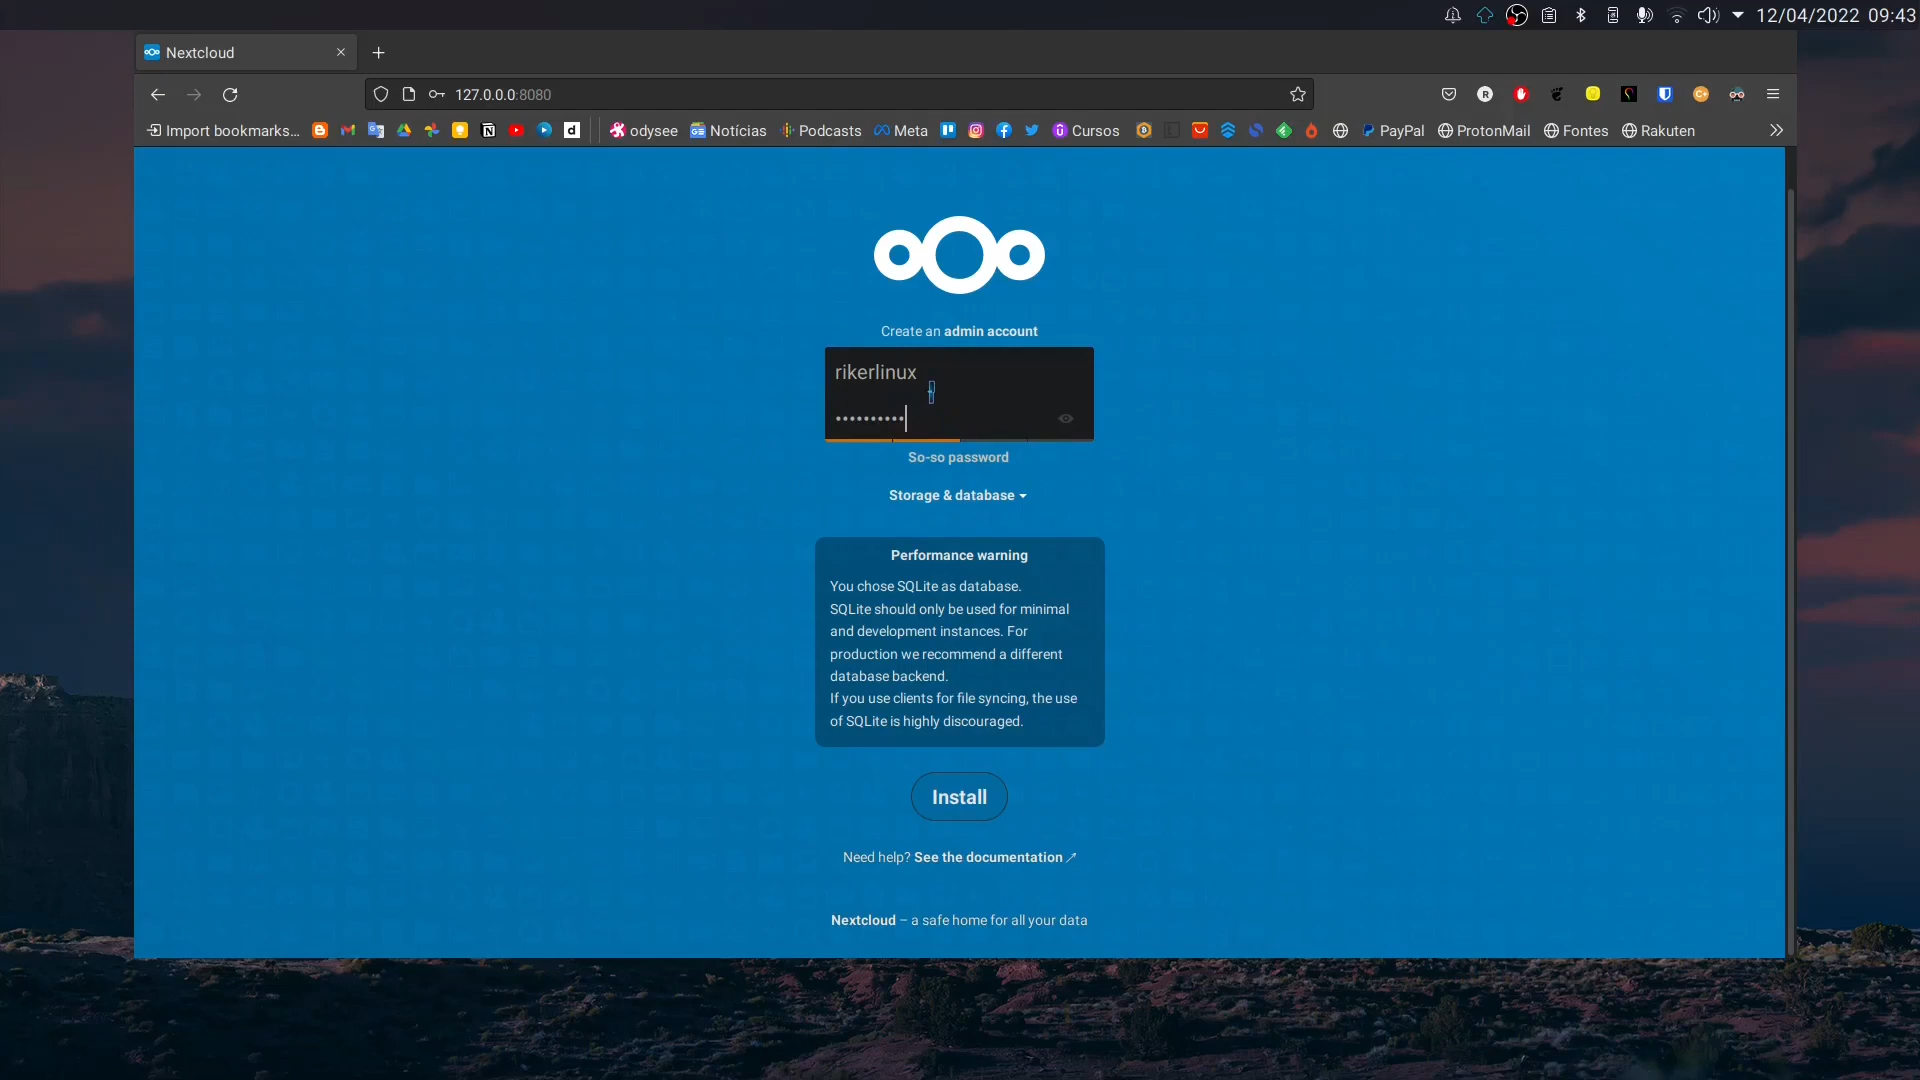 12/04/2022 09:43
Nextcloud
127.0.0.0:8080
Import bookmarks... odysee Notícias Podcasts Meta Cursos PayPal ProtonMail Fontes Rakuten
Create an admin account
rikerlinux
••••••••••
So-so password
Storage & database
Performance warning
You chose SQLite as database.
SQLite should only be used for minimal
and development instances. For
production we recommend a different
database backend.
If you use clients for file syncing, the use
of SQLite is highly discouraged.
Install
Need help? See the documentation ↗
Nextcloud – a safe home for all your data